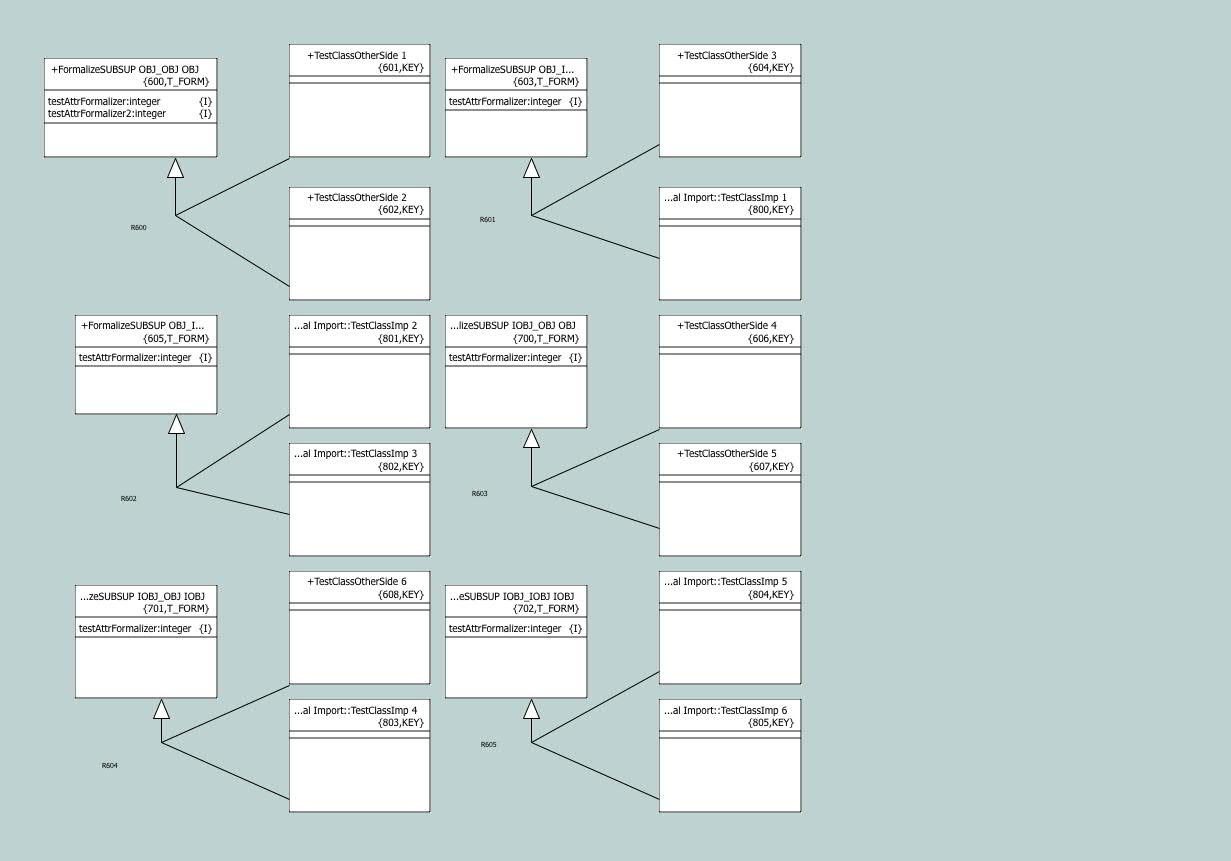 +FormalizeSUBSUP OBJ_OBJ OBJ
{600,T_FORM}
testAttrFormalizer:integer {I}
testAttrFormalizer2:integer {I}
+TestClassOtherSide 1
{601,KEY}
+TestClassOtherSide 2
{602,KEY}
R600
+FormalizeSUBSUP OBJ_I...
{603,T_FORM}
testAttrFormalizer:integer {I}
+TestClassOtherSide 3
{604,KEY}
...al Import::TestClassImp 1
{800,KEY}
R601
+FormalizeSUBSUP OBJ_I...
{605,T_FORM}
testAttrFormalizer:integer {I}
...al Import::TestClassImp 2
{801,KEY}
...al Import::TestClassImp 3
{802,KEY}
R602
...lizeSUBSUP IOBJ_OBJ OBJ
{700,T_FORM}
testAttrFormalizer:integer {I}
+TestClassOtherSide 4
{606,KEY}
+TestClassOtherSide 5
{607,KEY}
R603
...zeSUBSUP IOBJ_OBJ IOBJ
{701,T_FORM}
testAttrFormalizer:integer {I}
+TestClassOtherSide 6
{608,KEY}
...al Import::TestClassImp 4
{803,KEY}
R604
...eSUBSUP IOBJ_IOBJ IOBJ
{702,T_FORM}
testAttrFormalizer:integer {I}
...al Import::TestClassImp 5
{804,KEY}
...al Import::TestClassImp 6
{805,KEY}
R605